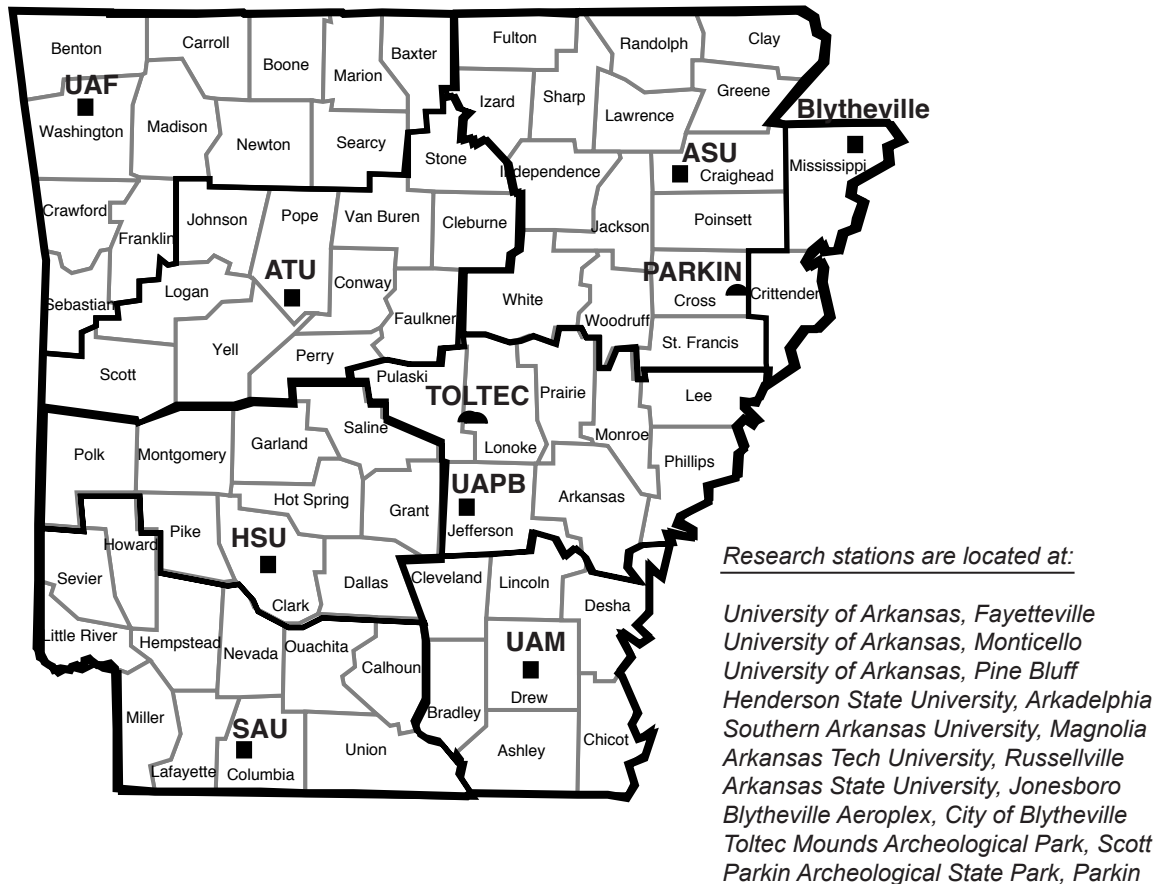 Benton
Carroll
Boone
Marion
Baxter
Fulton
Randolph
Clay
UAF
Washington
Madison
Newton
Searcy
Stone
Izard
Sharp
Lawrence
Greene
Blytheville
Mississippi
ASU
Craighead
Independence
Crawford
Franklin
Johnson
Pope
Van Buren
Cleburne
Jackson
Poinsett
Sebastian
Logan
ATU
Conway
Faulkner
White
Woodruff
PARKIN
Cross
Crittenden
St. Francis
Scott
Yell
Perry
Pulaski
TOLTEC
Prairie
Lonoke
Monroe
Lee
Phillips
Polk
Montgomery
Garland
Saline
Hot Spring
Grant
UAPB
Jefferson
Arkansas
Howard
Pike
HSU
Sevier
Clark
Dallas
Cleveland
Lincoln
Desha
Little River
Hempstead
Nevada
Ouachita
Calhoun
UAM
Drew
Bradley
Miller
Lafayette
SAU
Columbia
Union
Ashley
Chicot
Research stations are located at:
University of Arkansas, Fayetteville
University of Arkansas, Monticello
University of Arkansas, Pine Bluff
Henderson State University, Arkadelphia
Southern Arkansas University, Magnolia
Arkansas Tech University, Russellville
Arkansas State University, Jonesboro
Blytheville Aeroplex, City of Blytheville
Toltec Mounds Archeological Park, Scott
Parkin Archeological State Park, Parkin